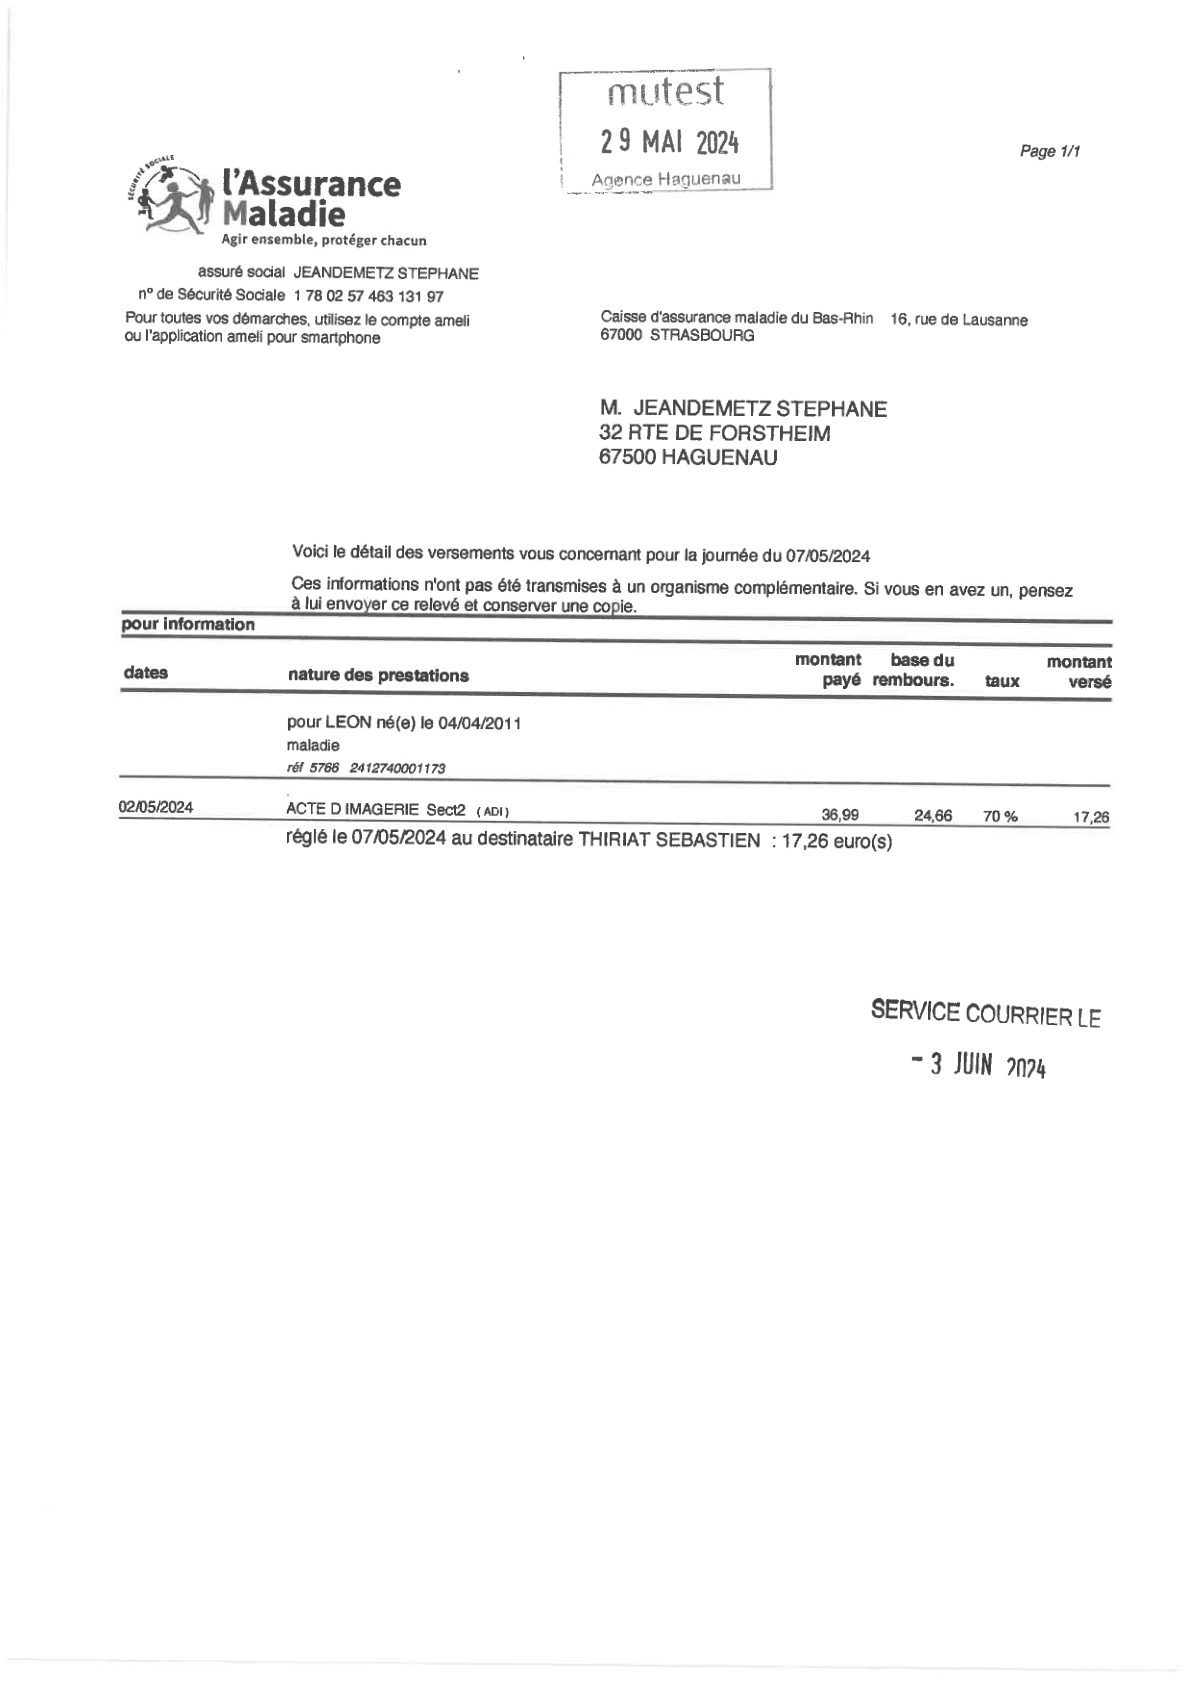 mutest
29 MAI 2024
Agence Haguenau
Page 1/1
SÉCURITÉ SOCIALE
l'Assurance
Maladie
Agir ensemble, protéger chacun
assuré social JEANDEMETZ STEPHANE
n° de Sécurité Sociale 1 78 02 57 463 131 97
Pour toutes vos démarches, utilisez le compte ameli
ou l'application ameli pour smartphone
Caisse d'assurance maladie du Bas-Rhin 16, rue de Lausanne
67000 STRASBOURG
M. JEANDEMETZ STEPHANE
32 RTE DE FORSTHEIM
67500 HAGUENAU
Voici le détail des versements vous concernant pour la journée du 07/05/2024
Ces informations n'ont pas été transmises à un organisme complémentaire. Si vous en avez un, pensez
à lui envoyer ce relevé et conserver une copie.
pour information
dates nature des prestations montant payé base du rembours. taux montant versé
pour LEON né(e) le 04/04/2011
maladie
réf 5766 2412740001173
02/05/2024 ACTE D IMAGERIE Sect2 (ADI) 36,99 24,66 70 % 17,26
réglé le 07/05/2024 au destinataire THIRIAT SEBASTIEN : 17,26 euro(s)
SERVICE COURRIER LE
- 3 JUIN 2024